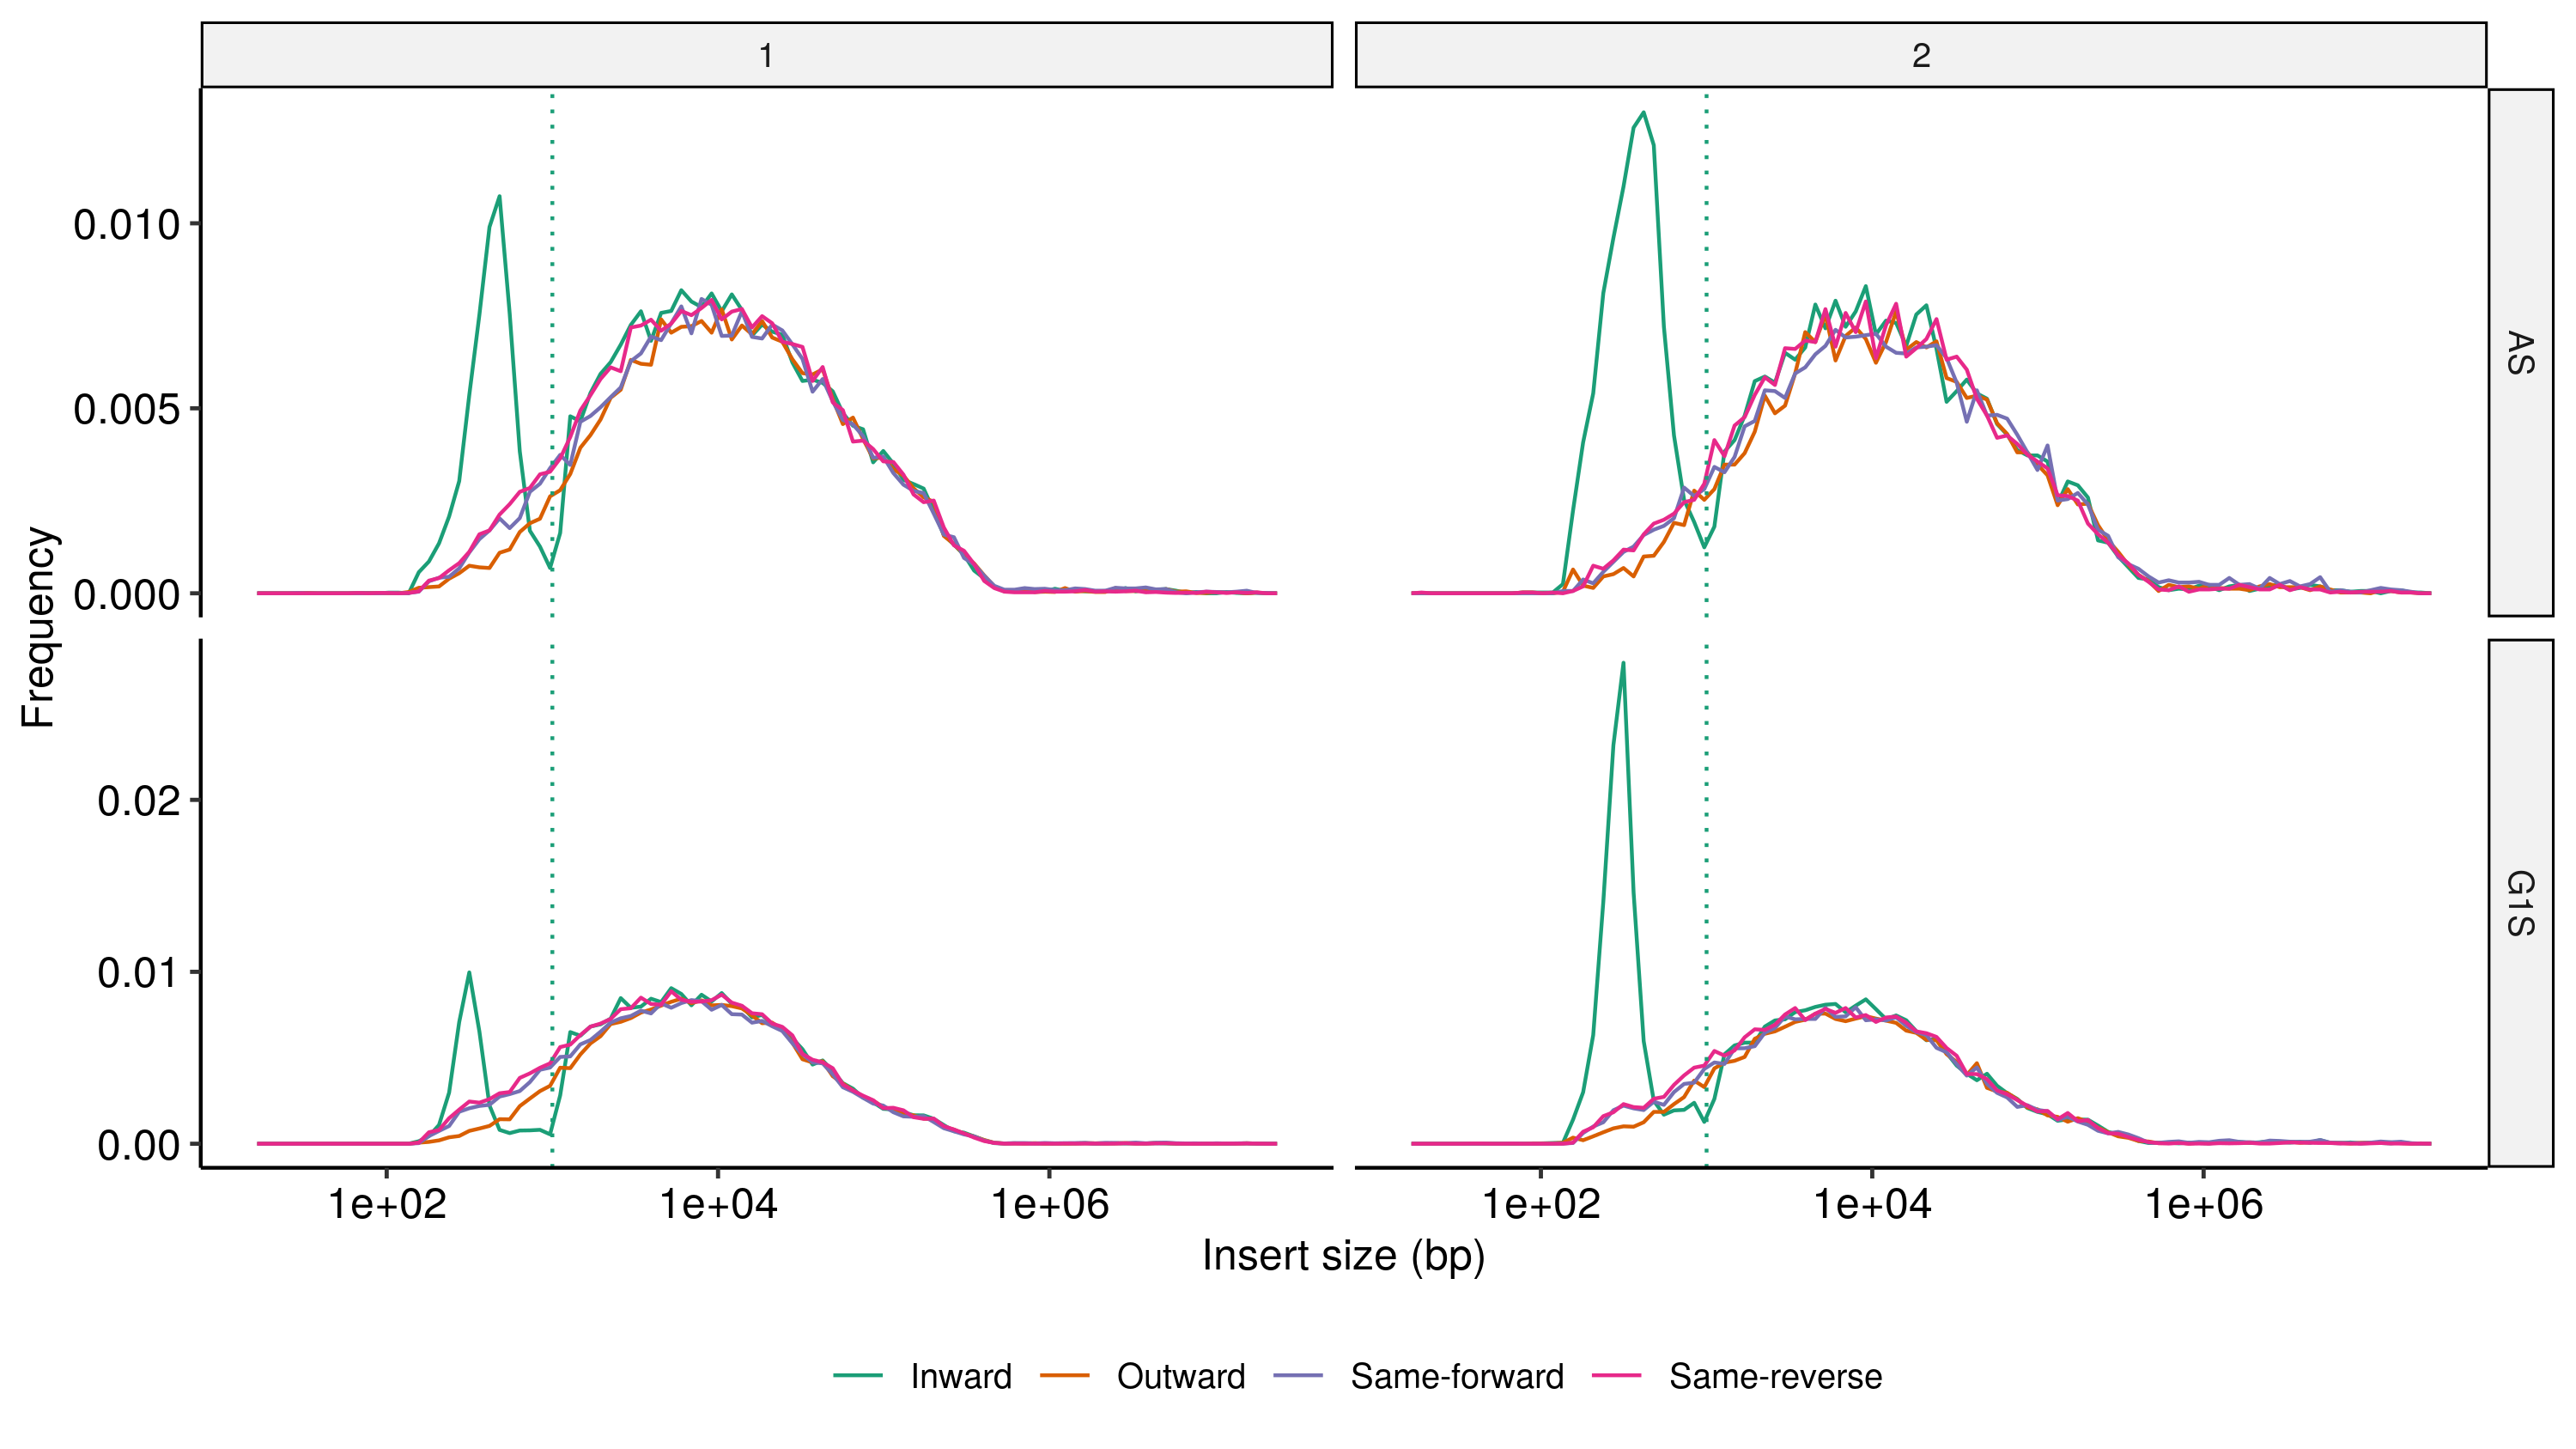 1
2
AS
G1S
Frequency
0.010
0.005
0.000
0.02
0.01
0.00
1e+02
1e+04
1e+06
1e+02
1e+04
1e+06
Insert size (bp)
Inward Outward Same-forward Same-reverse